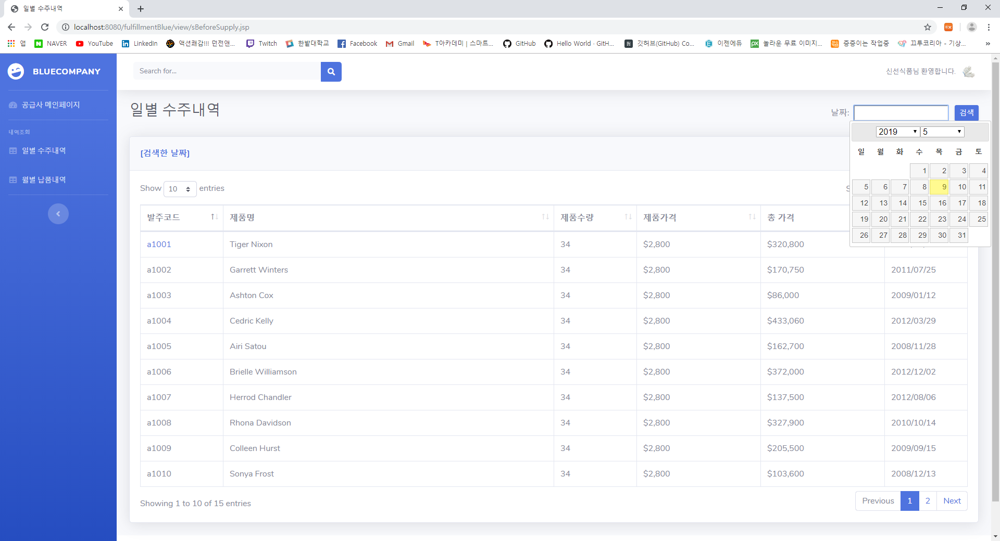 일별 수주내역
localhost:8080/fulfillmentBlue/view/sBeforeSupply.jsp
앱 NAVER YouTube LinkedIn 액션쾌감!!! 던전앤... Twitch 한밭대학교 Facebook Gmail T아카데미 | 스마트... GitHub Hello World · GitH... 깃허브(GitHub) Co... 이젠에듀 놀라운 무료 이미지... 증증이는 작업중 끄투코리아 - 기상... »
BLUECOMPANY
Search for...
신선식품님 환영합니다.
공급사 메인페이지
내역조회
일별 수주내역
월별 납품내역
일별 수주내역
날짜:
검색
2019 5
일 월 화 수 목 금 토
1 2 3 4
5 6 7 8 9 10 11
12 13 14 15 16 17 18
19 20 21 22 23 24 25
26 27 28 29 30 31
[검색한 날짜]
Show 10 entries
발주코드 제품명 제품수량 제품가격 총 가격
a1001 Tiger Nixon 34 $2,800 $320,800
a1002 Garrett Winters 34 $2,800 $170,750 2011/07/25
a1003 Ashton Cox 34 $2,800 $86,000 2009/01/12
a1004 Cedric Kelly 34 $2,800 $433,060 2012/03/29
a1005 Airi Satou 34 $2,800 $162,700 2008/11/28
a1006 Brielle Williamson 34 $2,800 $372,000 2012/12/02
a1007 Herrod Chandler 34 $2,800 $137,500 2012/08/06
a1008 Rhona Davidson 34 $2,800 $327,900 2010/10/14
a1009 Colleen Hurst 34 $2,800 $205,500 2009/09/15
a1010 Sonya Frost 34 $2,800 $103,600 2008/12/13
Showing 1 to 10 of 15 entries
Previous 1 2 Next